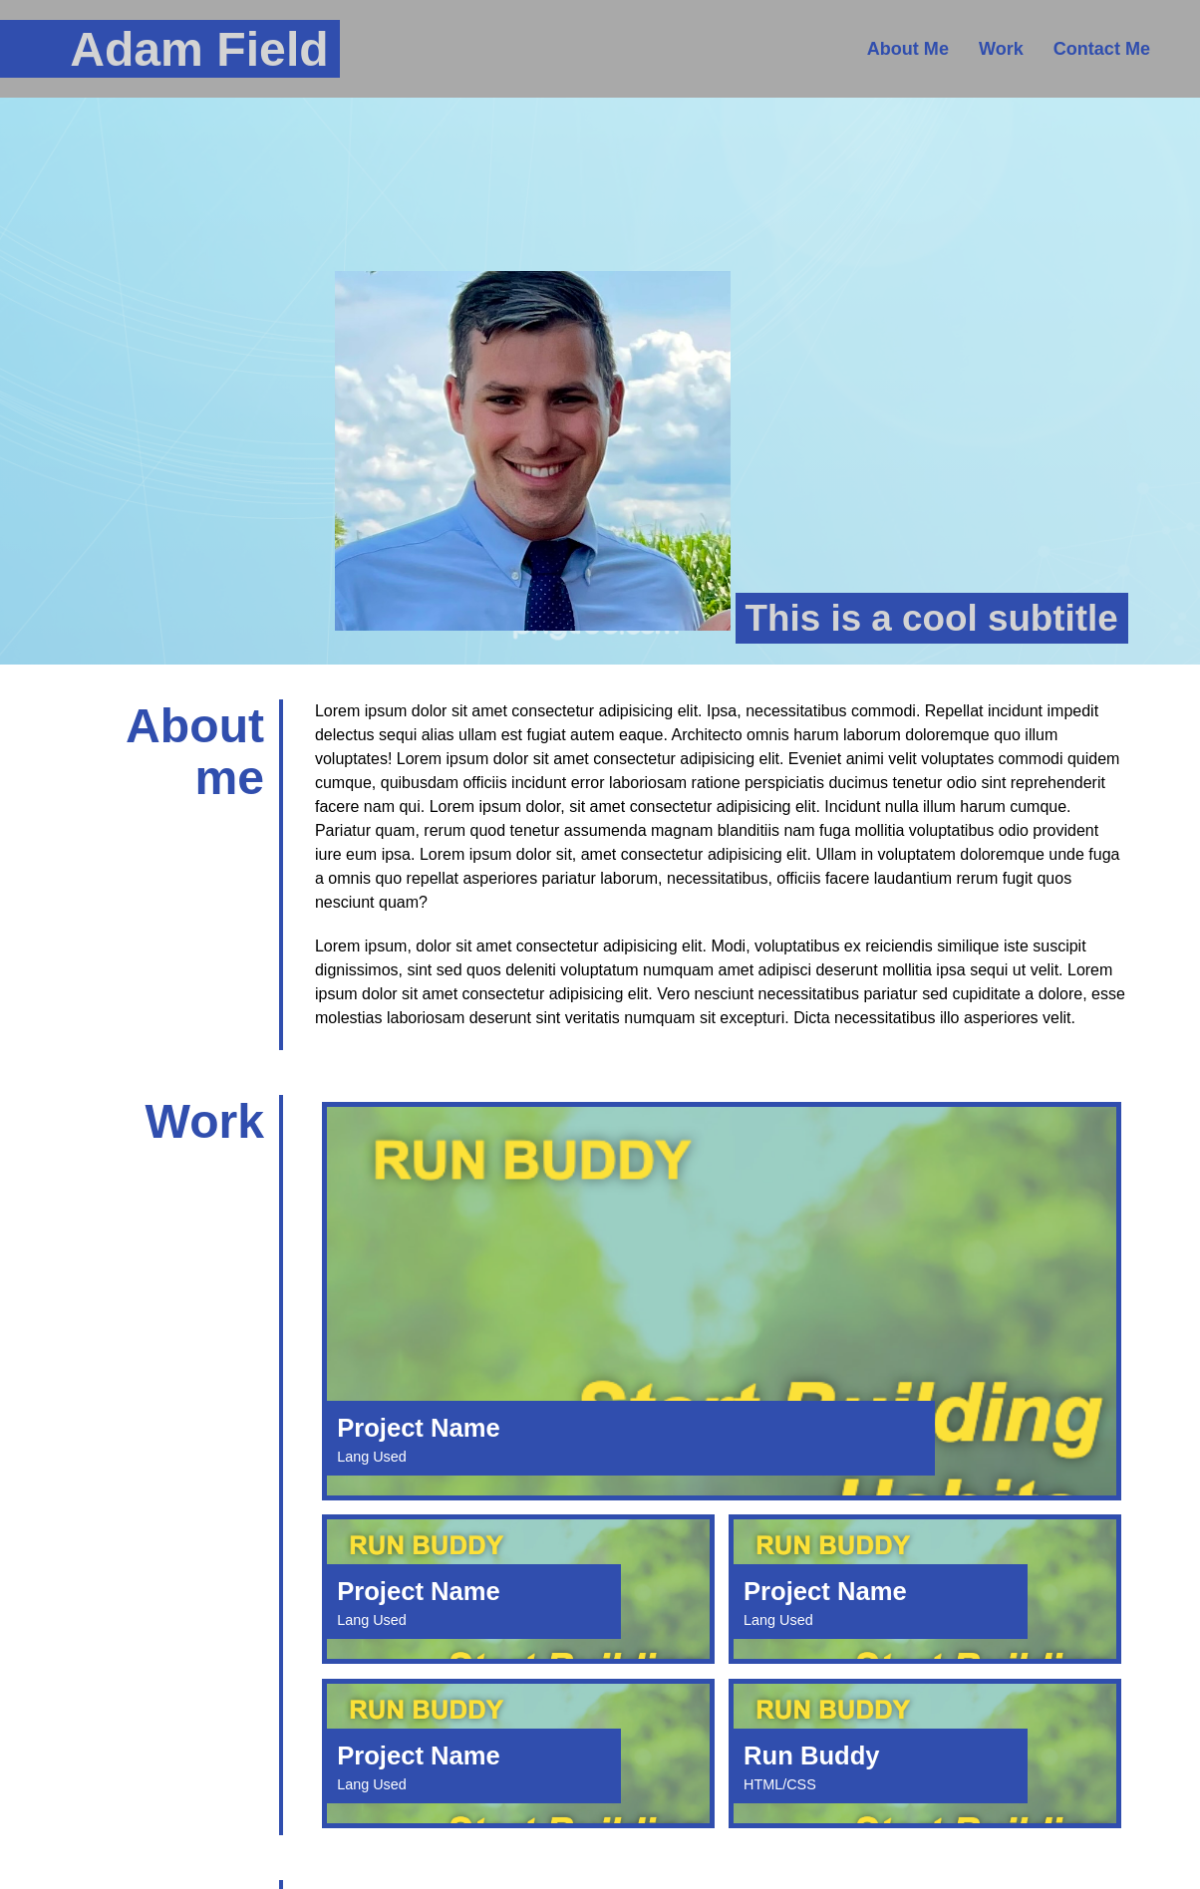 Adam Field
About Me
Work
Contact Me
This is a cool subtitle
About
me
Lorem ipsum dolor sit amet consectetur adipisicing elit. Ipsa, necessitatibus commodi. Repellat incidunt impedit
delectus sequi alias ullam est fugiat autem eaque. Architecto omnis harum laborum doloremque quo illum
voluptates! Lorem ipsum dolor sit amet consectetur adipisicing elit. Eveniet animi velit voluptates commodi quidem
cumque, quibusdam officiis incidunt error laboriosam ratione perspiciatis ducimus tenetur odio sint reprehenderit
facere nam qui. Lorem ipsum dolor, sit amet consectetur adipisicing elit. Incidunt nulla illum harum cumque.
Pariatur quam, rerum quod tenetur assumenda magnam blanditiis nam fuga mollitia voluptatibus odio provident
iure eum ipsa. Lorem ipsum dolor sit, amet consectetur adipisicing elit. Ullam in voluptatem doloremque unde fuga
a omnis quo repellat asperiores pariatur laborum, necessitatibus, officiis facere laudantium rerum fugit quos
nesciunt quam?
Lorem ipsum, dolor sit amet consectetur adipisicing elit. Modi, voluptatibus ex reiciendis similique iste suscipit
dignissimos, sint sed quos deleniti voluptatum numquam amet adipisci deserunt mollitia ipsa sequi ut velit. Lorem
ipsum dolor sit amet consectetur adipisicing elit. Vero nesciunt necessitatibus pariatur sed cupiditate a dolore, esse
molestias laboriosam deserunt sint veritatis numquam sit excepturi. Dicta necessitatibus illo asperiores velit.
Work
RUN BUDDY
Start Building
Project Name
Lang Used
RUN BUDDY
Project Name
Lang Used
RUN BUDDY
Project Name
Lang Used
RUN BUDDY
Project Name
Lang Used
RUN BUDDY
Run Buddy
HTML/CSS